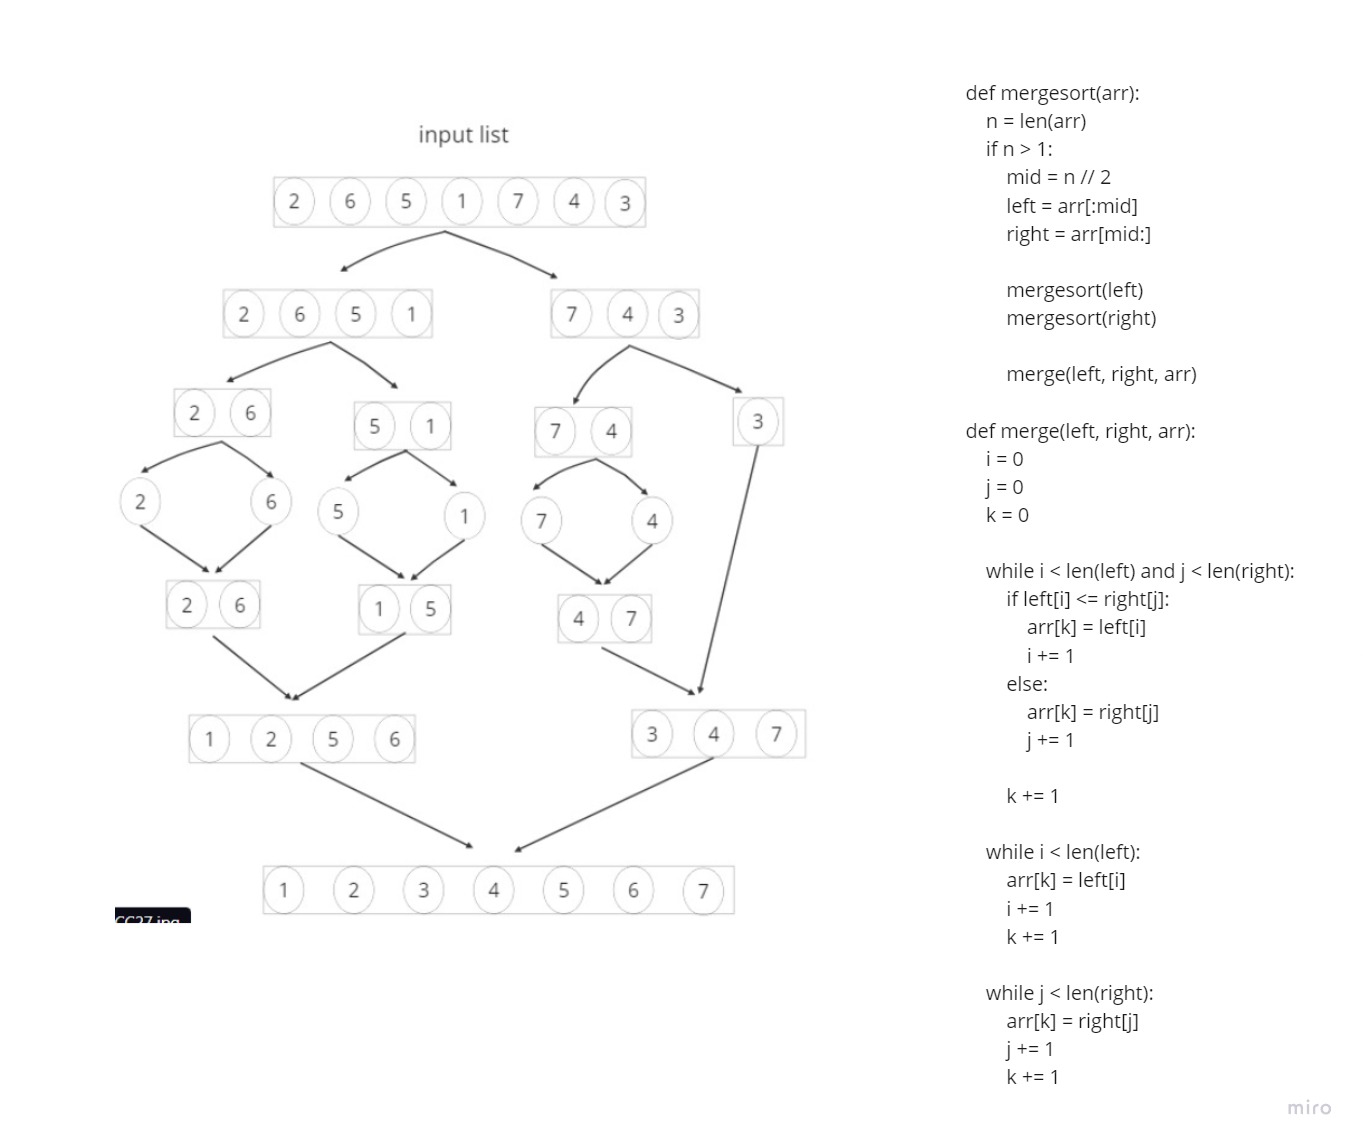 input list
2 6 5 1 7 4 3
2 6 5 1
7 4 3
2 6
5 1
7 4
3
2
6
5
1
7
4
2 6
1 5
4 7
1 2 5 6
3 4 7
1 2 3 4 5 6 7
def mergesort(arr):
n = len(arr)
if n > 1:
mid = n // 2
left = arr[:mid]
right = arr[mid:]
mergesort(left)
mergesort(right)
merge(left, right, arr)
def merge(left, right, arr):
i = 0
j = 0
k = 0
while i < len(left) and j < len(right):
if left[i] <= right[j]:
arr[k] = left[i]
i += 1
else:
arr[k] = right[j]
j += 1
k += 1
while i < len(left):
arr[k] = left[i]
i += 1
k += 1
while j < len(right):
arr[k] = right[j]
j += 1
k += 1
miro